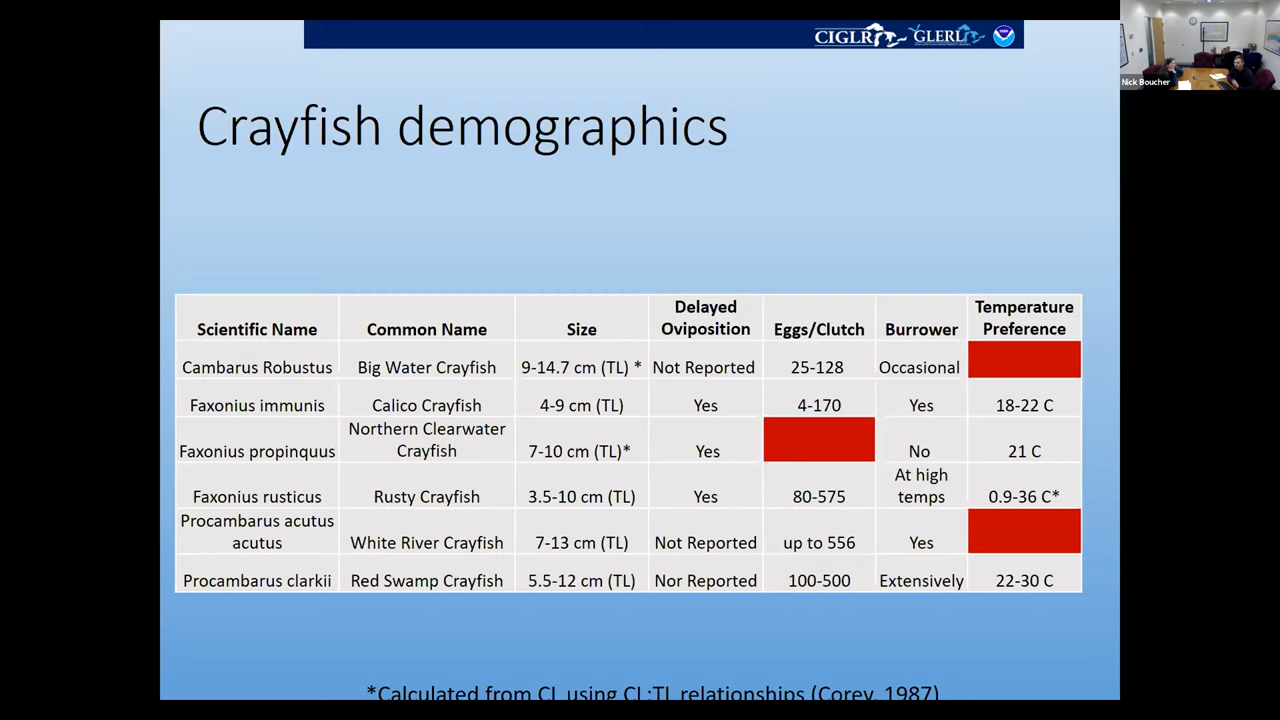 CIGLR GLERL
Nick Boucher
Crayfish demographics
Scientific Name Common Name Size Delayed Oviposition Eggs/Clutch Burrower Temperature Preference
Cambarus Robustus Big Water Crayfish 9-14.7 cm (TL) * Not Reported 25-128 Occasional
Faxonius immunis Calico Crayfish 4-9 cm (TL) Yes 4-170 Yes 18-22 C
Faxonius propinquus Northern Clearwater Crayfish 7-10 cm (TL)* Yes No 21 C
Faxonius rusticus Rusty Crayfish 3.5-10 cm (TL) Yes 80-575 At high temps 0.9-36 C*
Procambarus acutus acutus White River Crayfish 7-13 cm (TL) Not Reported up to 556 Yes
Procambarus clarkii Red Swamp Crayfish 5.5-12 cm (TL) Nor Reported 100-500 Extensively 22-30 C
*Calculated from CL using CL:TL relationships (Corey, 1987)